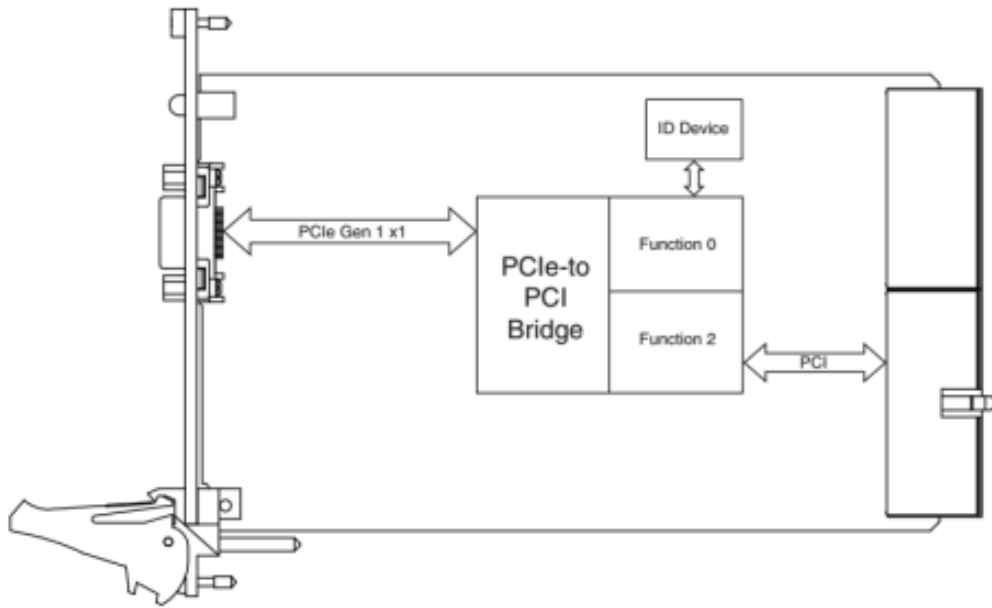 ID Device
PCIe Gen 1 x1
Function 0
PCIe-to
PCI
Bridge
Function 2
PCI